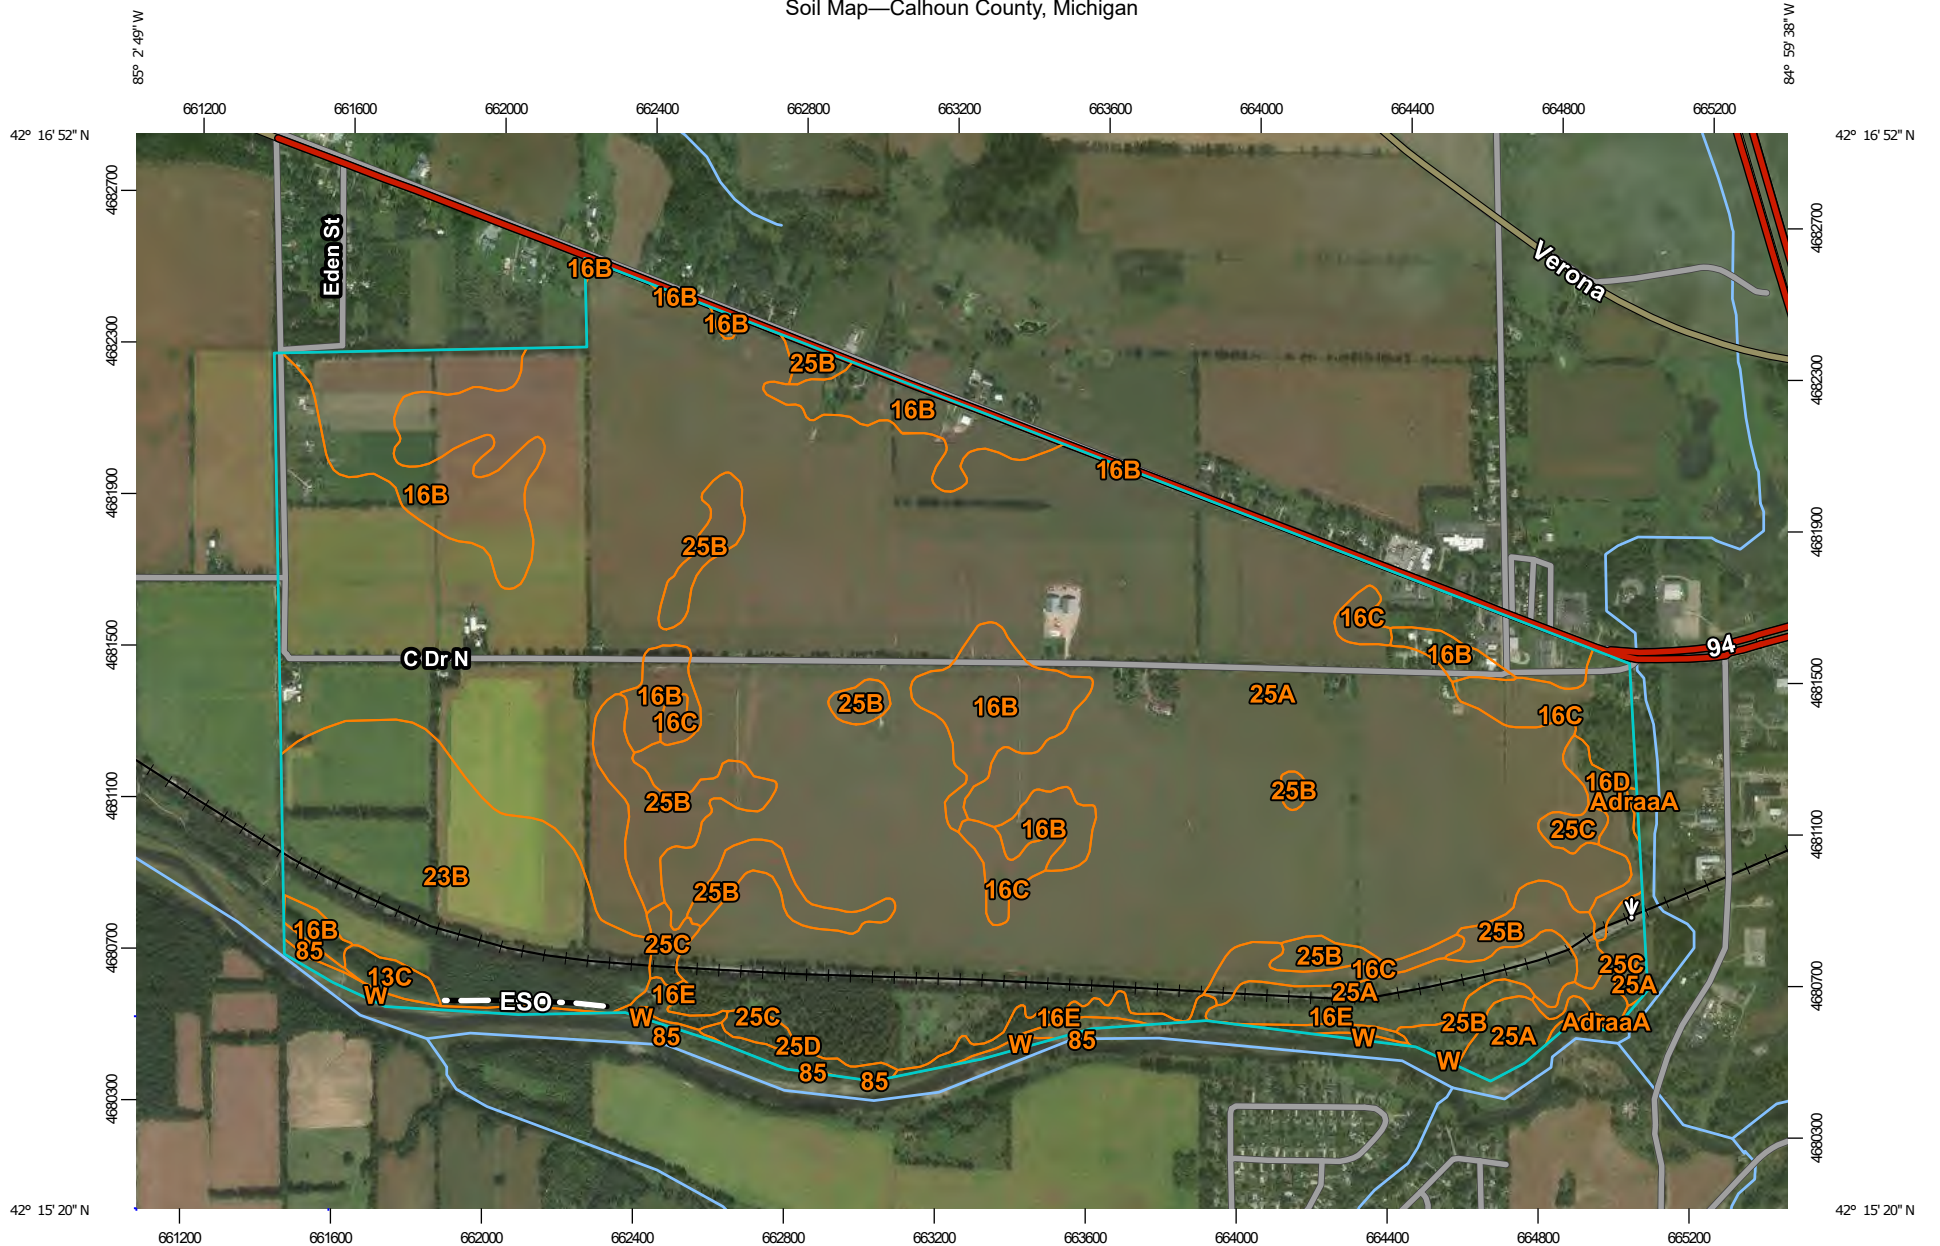 Soil Map—Calhoun County, Michigan
85° 2' 49'' W
84° 59' 38'' W
661200 661600 662000 662400 662800 663200 663600 664000 664400 664800 665200
42° 16' 52'' N
42° 16' 52'' N
4682700
4682700
Eden St
Verona
16B
16B
16B
4682300
4682300
25B
16B
16B
16B
4681900
4681900
25B
16C
4681500
4681500
C Dr N
16B
94
16B
16C
25B
16B
25A
16C
16D
25B
25B
AdraaA
4681100
4681100
16B
25C
23B
25B
16C
16B
85
25C
25B
25B
16C
25C
4680700
4680700
13C
W
ESO
16E
25A
25A
W
25C
16E
16E
25B
AdraaA
85
25D
W
85
W
25A
W
85
85
4680300
4680300
42° 15' 20'' N
42° 15' 20'' N
661200 661600 662000 662400 662800 663200 663600 664000 664400 664800 665200